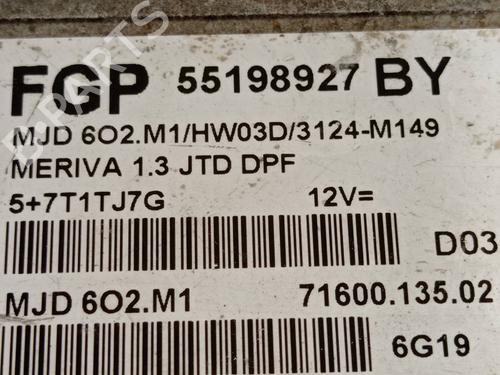 FGP 55198927 BY
MJD 6O2.M1/HW03D/3124-M149
MERIVA 1.3 JTD DPF
5+7T1TJ7G 12V=
D03
MJD 6O2.M1 71600.135.02
6G19